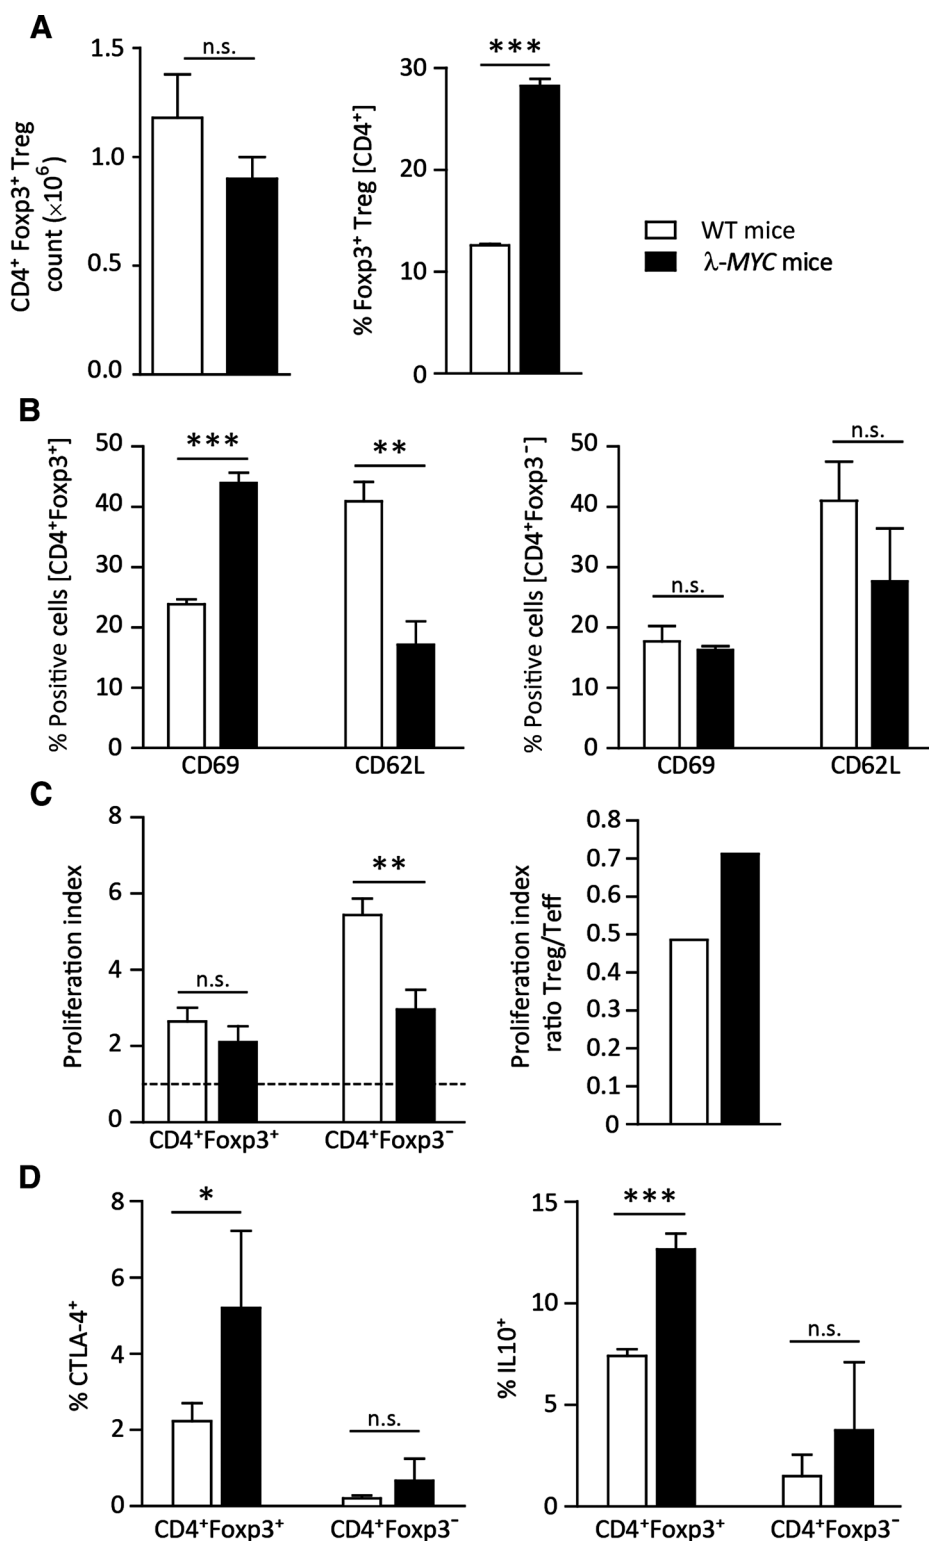 A
CD4⁺ Foxp3⁺ Treg
count (×10⁶)
1.5
1.0
0.5
0.0
n.s.
% Foxp3⁺ Treg [CD4⁺]
30
20
10
0
***
WT mice
λ-MYC mice
B
% Positive cells [CD4⁺Foxp3⁺]
50
40
30
20
10
0
***
**
CD69
CD62L
% Positive cells [CD4⁺Foxp3⁻]
50
40
30
20
10
0
n.s.
n.s.
CD69
CD62L
C
Proliferation index
8
6
4
2
0
n.s.
**
CD4⁺Foxp3⁺
CD4⁺Foxp3⁻
Proliferation index
ratio Treg/Teff
0.8
0.7
0.6
0.5
0.4
0.3
0.2
0.1
0
D
% CTLA-4⁺
8
6
4
2
0
*
n.s.
CD4⁺Foxp3⁺
CD4⁺Foxp3⁻
% IL10⁺
15
10
5
0
***
n.s.
CD4⁺Foxp3⁺
CD4⁺Foxp3⁻